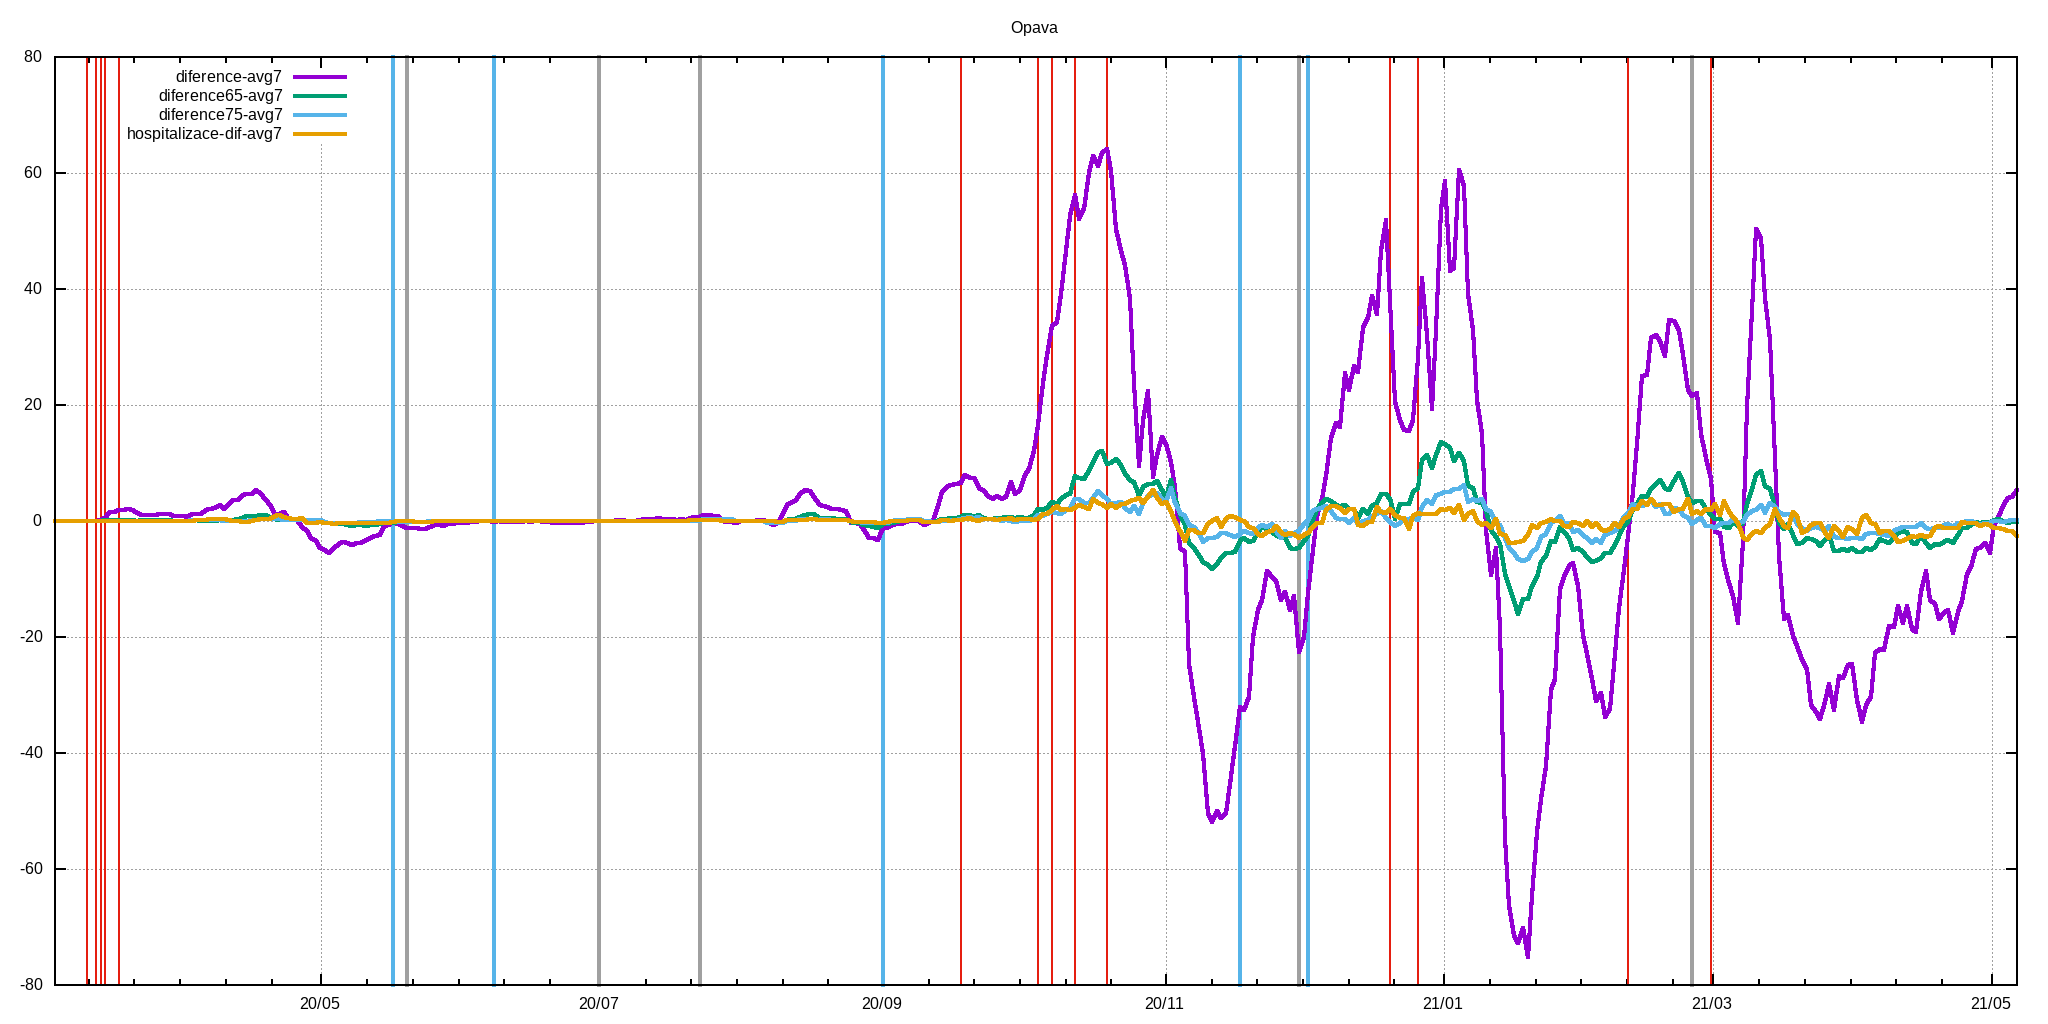 Opava
80
diference-avg7
diference65-avg7
diference75-avg7
hospitalizace-dif-avg7
60
40
20
0
-20
-40
-60
-80
20/05 20/07 20/09 20/11 21/01 21/03 21/05